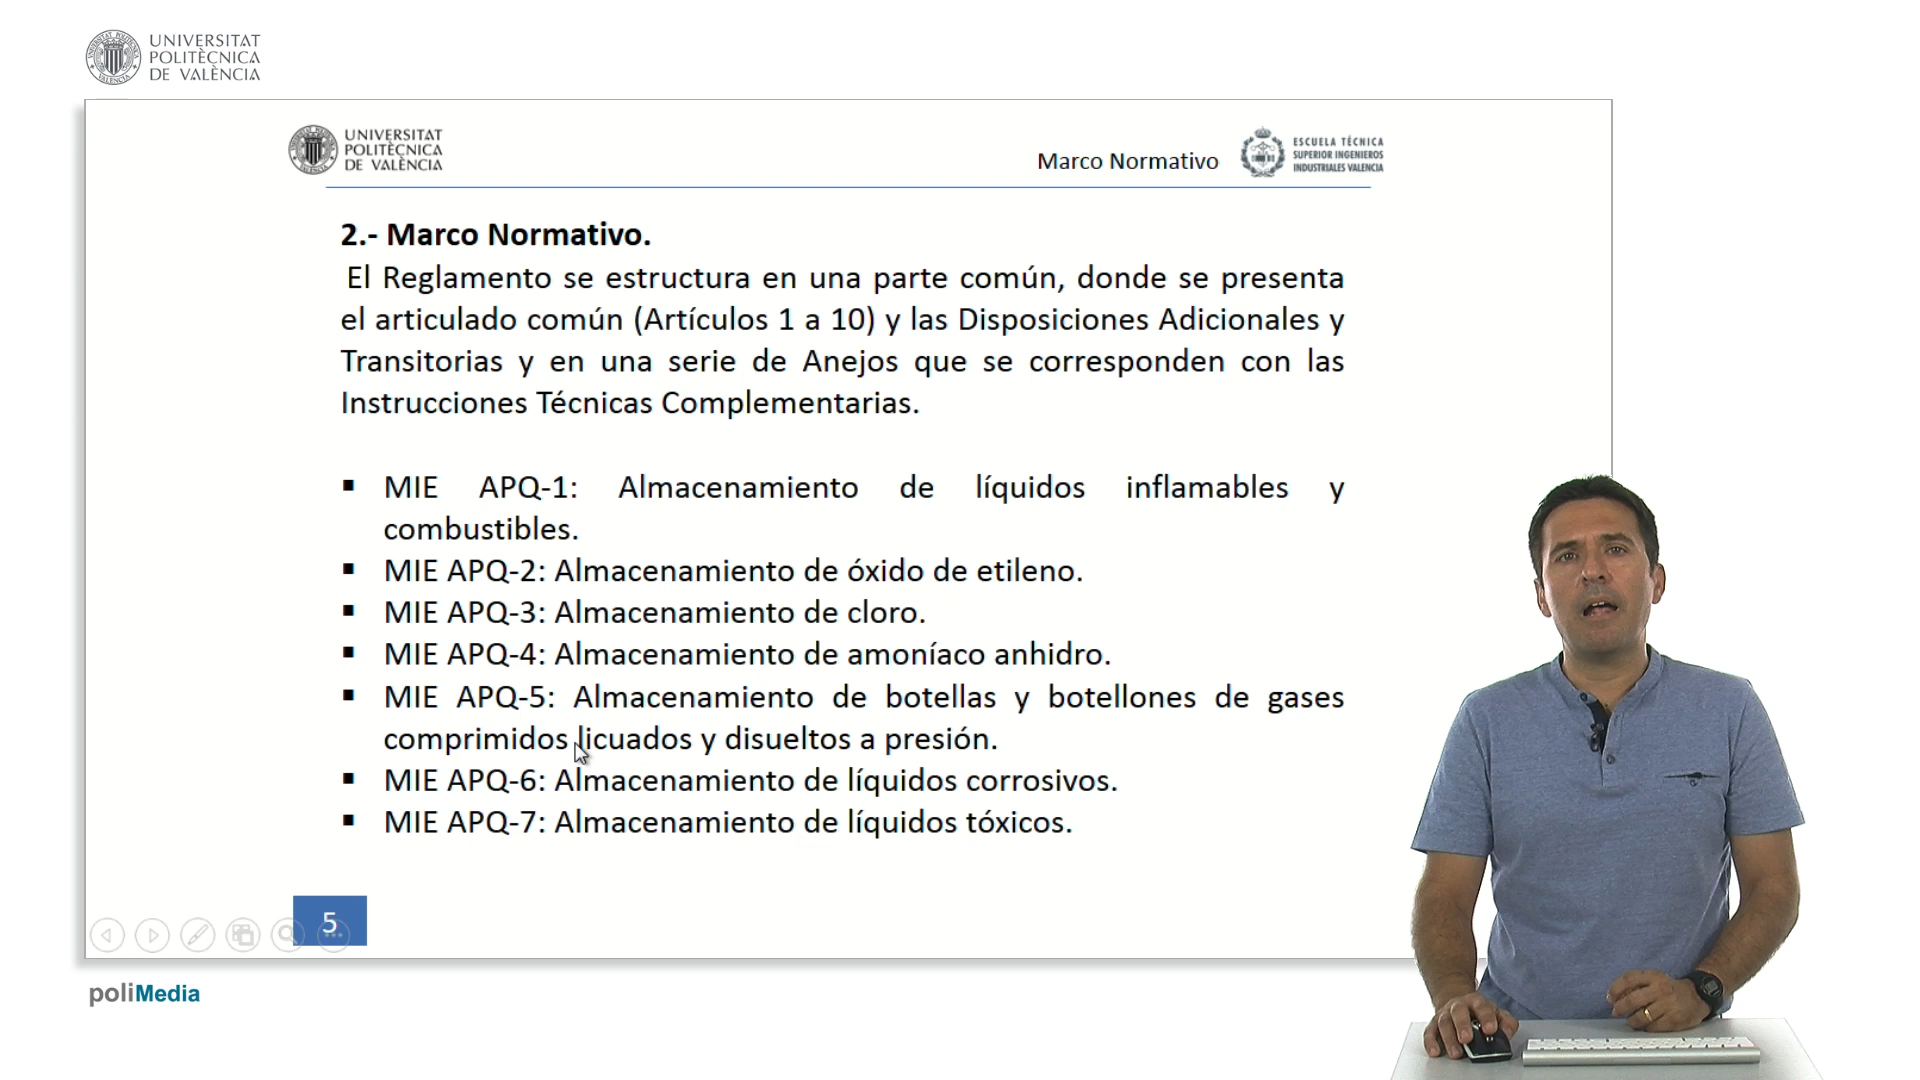 UNIVERSITAT
POLITÈCNICA
DE VALÈNCIA
UNIVERSITAT
POLITÈCNICA
DE VALÈNCIA
Marco Normativo
ESCUELA TÉCNICA
SUPERIOR INGENIEROS
INDUSTRIALES VALENCIA
2.- Marco Normativo.
El Reglamento se estructura en una parte común, donde se presenta
el articulado común (Artículos 1 a 10) y las Disposiciones Adicionales y
Transitorias y en una serie de Anejos que se corresponden con las
Instrucciones Técnicas Complementarias.
▪ MIE APQ-1: Almacenamiento de líquidos inflamables y
combustibles.
▪ MIE APQ-2: Almacenamiento de óxido de etileno.
▪ MIE APQ-3: Almacenamiento de cloro.
▪ MIE APQ-4: Almacenamiento de amoníaco anhidro.
▪ MIE APQ-5: Almacenamiento de botellas y botellones de gases
comprimidos licuados y disueltos a presión.
▪ MIE APQ-6: Almacenamiento de líquidos corrosivos.
▪ MIE APQ-7: Almacenamiento de líquidos tóxicos.
5
poliMedia